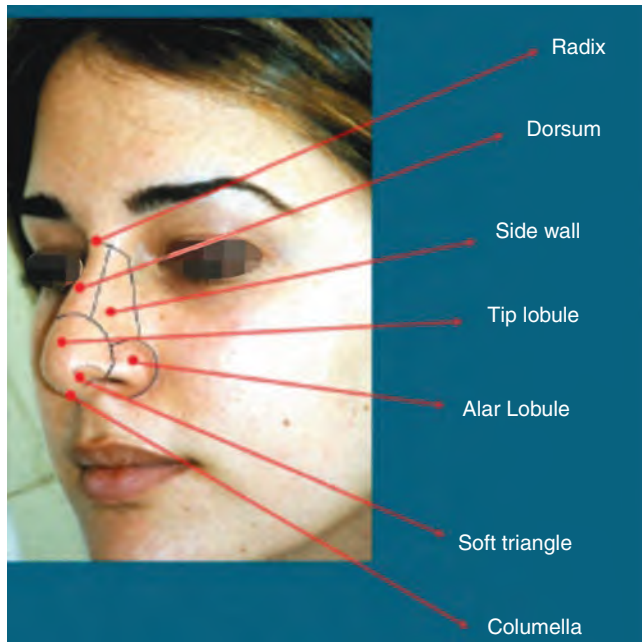 Radix
Dorsum
Side wall
Tip lobule
Alar Lobule
Soft triangle
Columella